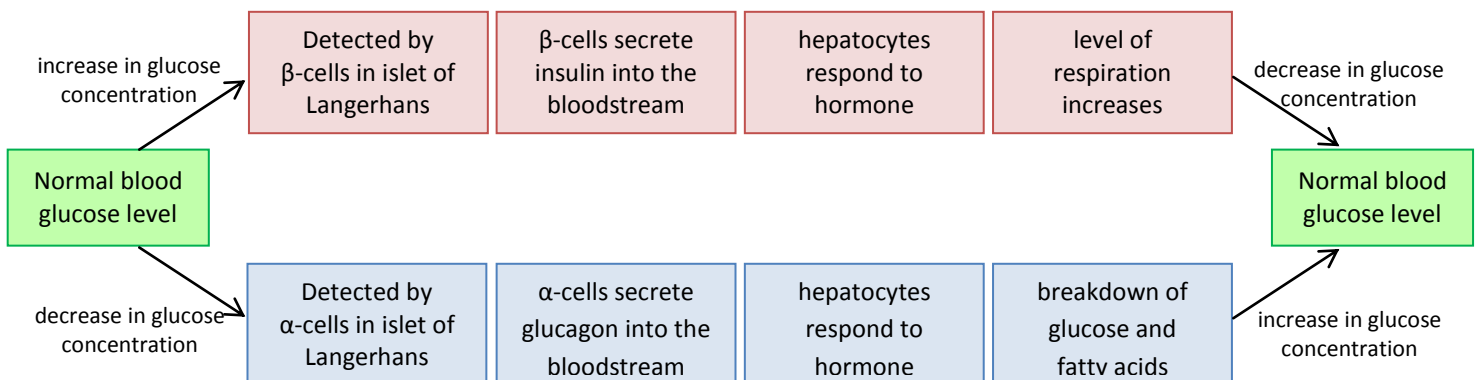 increase in glucose
concentration
Detected by
β-cells in islet of
Langerhans
β-cells secrete
insulin into the
bloodstream
hepatocytes
respond to
hormone
level of
respiration
increases
decrease in glucose
concentration
Normal blood
glucose level
Normal blood
glucose level
decrease in glucose
concentration
Detected by
α-cells in islet of
Langerhans
α-cells secrete
glucagon into the
bloodstream
hepatocytes
respond to
hormone
breakdown of
glucose and
fatty acids
increase in glucose
concentration